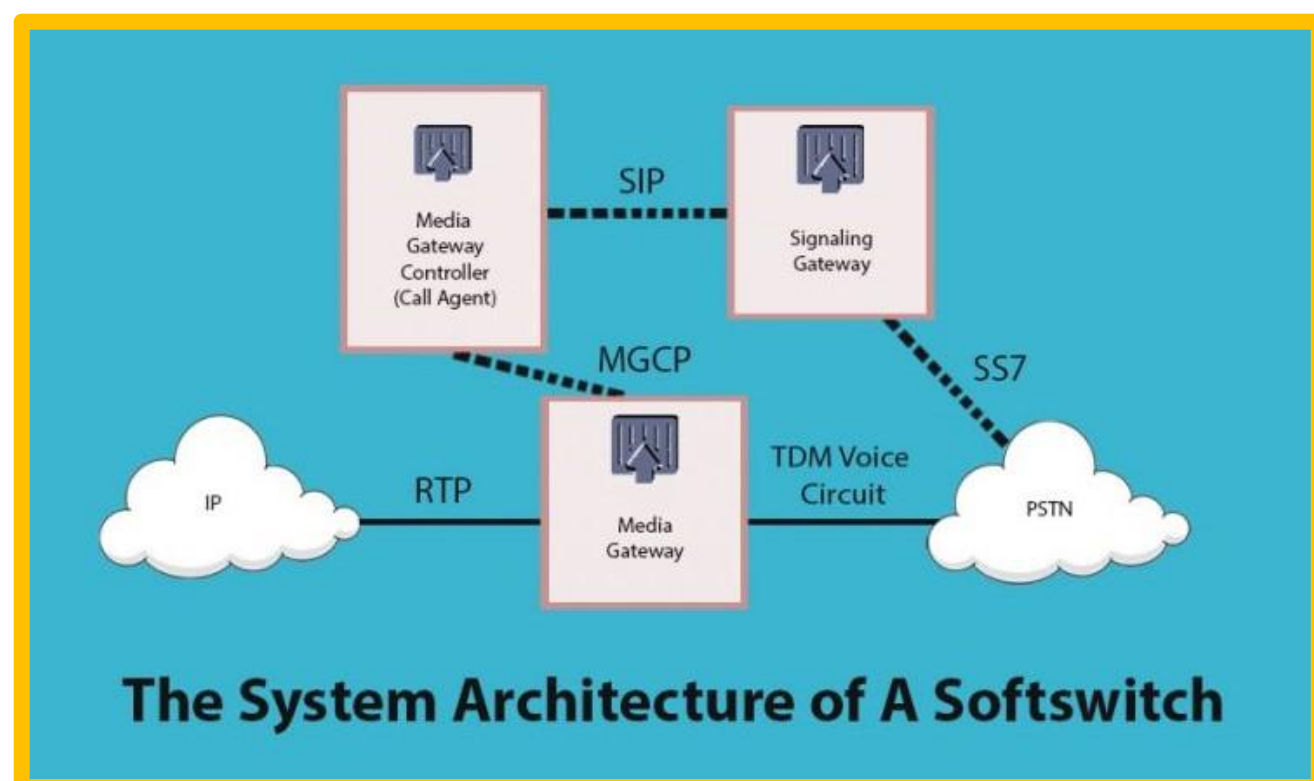 Media
Gateway
Controller
(Call Agent)
SIP
Signaling
Gateway
MGCP
SS7
IP
RTP
Media
Gateway
TDM Voice
Circuit
PSTN
The System Architecture of A Softswitch